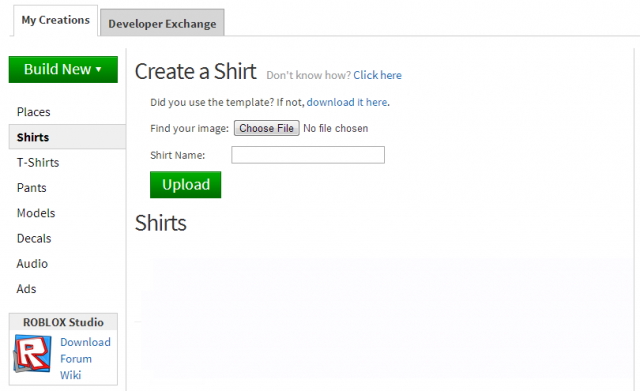 My Creations
Developer Exchange
Build New ▾
Places
Shirts
T-Shirts
Pants
Models
Decals
Audio
Ads
ROBLOX Studio
Download
Forum
Wiki
Create a Shirt Don't know how? Click here
Did you use the template? If not, download it here.
Find your image: Choose File No file chosen
Shirt Name:
Upload
Shirts